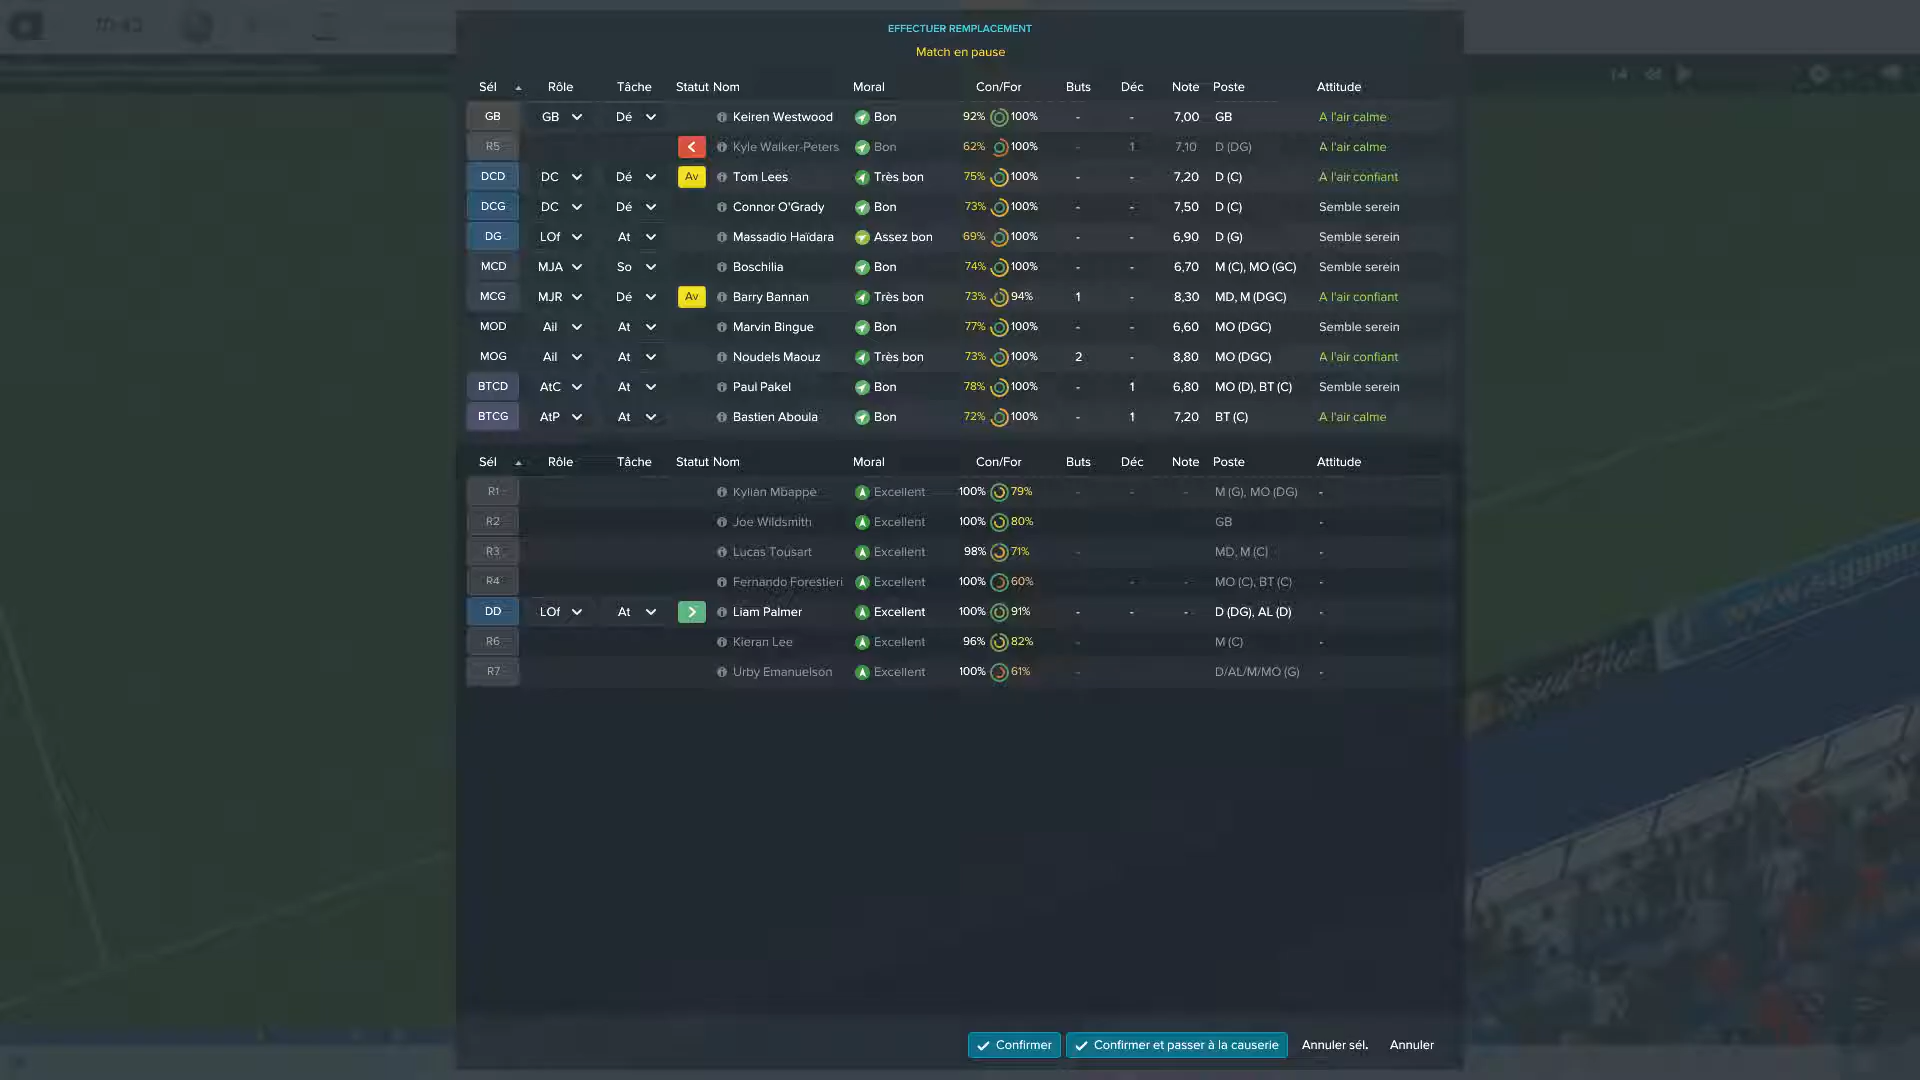 EFFECTUER REMPLACEMENT
Match en pause
Sél Rôle Tâche Statut Nom Moral Con/For Buts Déc Note Poste Attitude
GB GB Dé Keiren Westwood Bon 92% 100% - - 7,00 GB A l'air calme
R5 Kyle Walker-Peters Bon 62% 100% - 1 7,10 D (DG) A l'air calme
DCD DC Dé Av Tom Lees Très bon 75% 100% - - 7,20 D (C) A l'air confiant
DCG DC Dé Connor O'Grady Bon 73% 100% - - 7,50 D (C) Semble serein
DG LOf At Massadio Haïdara Assez bon 69% 100% - - 6,90 D (G) Semble serein
MCD MJA So Boschilia Bon 74% 100% - - 6,70 M (C), MO (GC) Semble serein
MCG MJR Dé Av Barry Bannan Très bon 73% 94% 1 - 8,30 MD, M (DGC) A l'air confiant
MOD Ail At Marvin Bingue Bon 77% 100% - - 6,60 MO (DGC) Semble serein
MOG Ail At Noudels Maouz Très bon 73% 100% 2 - 8,80 MO (DGC) A l'air confiant
BTCD AtC At Paul Pakel Bon 78% 100% - 1 6,80 MO (D), BT (C) Semble serein
BTCG AtP At Bastien Aboula Bon 72% 100% - 1 7,20 BT (C) A l'air calme
Sél Rôle Tâche Statut Nom Moral Con/For Buts Déc Note Poste Attitude
R1 Kylian Mbappé Excellent 100% 79% - - - M (G), MO (DG) -
R2 Joe Wildsmith Excellent 100% 80% GB -
R3 Lucas Tousart Excellent 98% 71% - MD, M (C) -
R4 Fernando Forestieri Excellent 100% 60% - - MO (C), BT (C) -
DD LOf At Liam Palmer Excellent 100% 91% - - - D (DG), AL (D) -
R6 Kieran Lee Excellent 96% 82% - M (C) -
R7 Urby Emanuelson Excellent 100% 61% - D/AL/M/MO (G) -
Confirmer Confirmer et passer à la causerie Annuler sél. Annuler